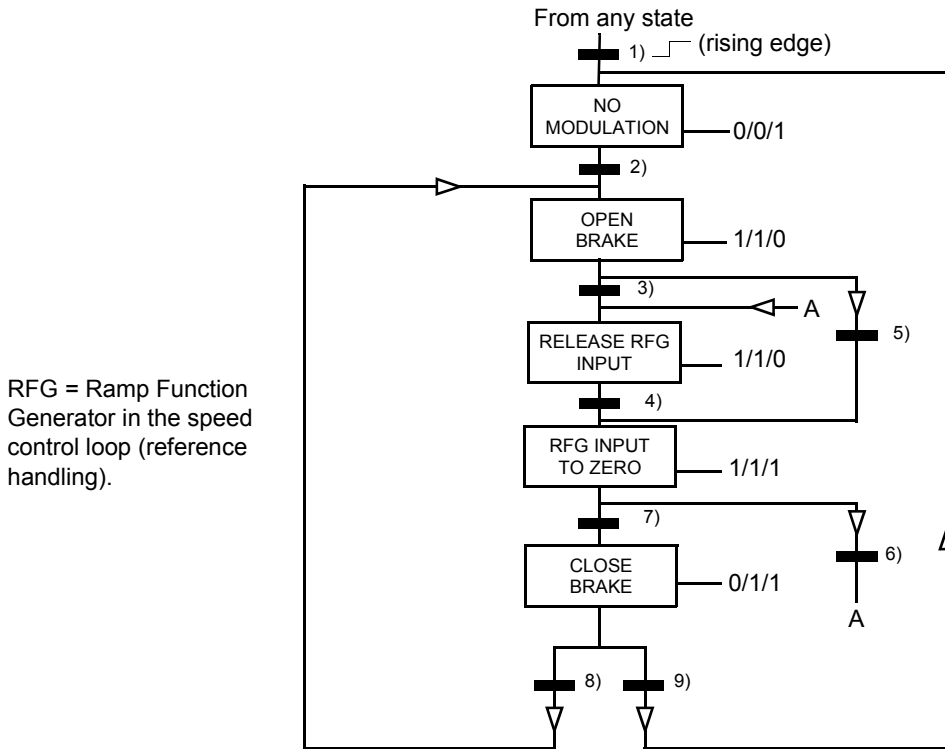 From any state
1) (rising edge)
NO
MODULATION
0/0/1
2)
OPEN
BRAKE
1/1/0
3)
A
5)
RELEASE RFG
INPUT
1/1/0
RFG = Ramp Function
Generator in the speed
control loop (reference
handling).
4)
RFG INPUT
TO ZERO
1/1/1
7)
6)
CLOSE
BRAKE
0/1/1
A
8)
9)